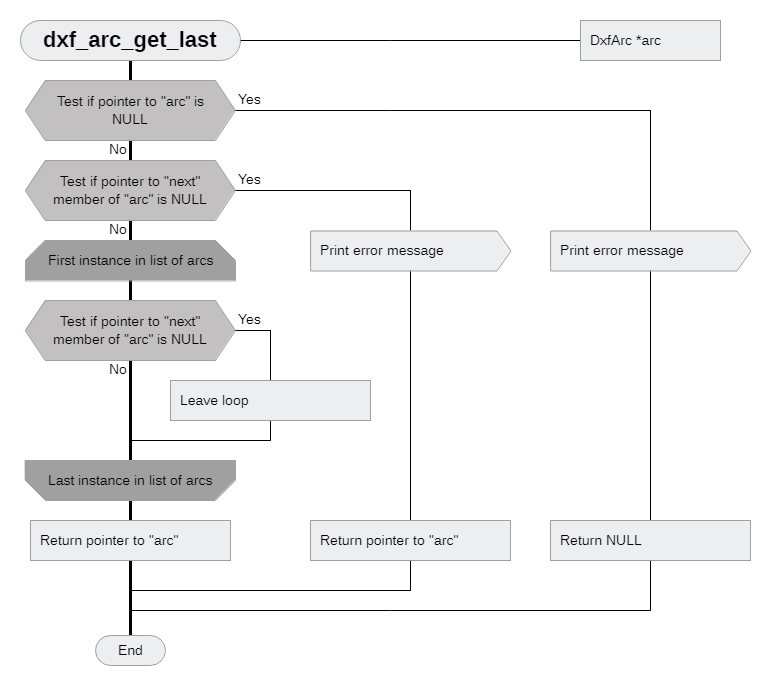 dxf_arc_get_last
DxfArc *arc
Test if pointer to "arc" is
NULL
Yes
No
Test if pointer to "next"
member of "arc" is NULL
Yes
No
First instance in list of arcs
Print error message
Print error message
Test if pointer to "next"
member of "arc" is NULL
Yes
No
Leave loop
Last instance in list of arcs
Return pointer to "arc"
Return pointer to "arc"
Return NULL
End